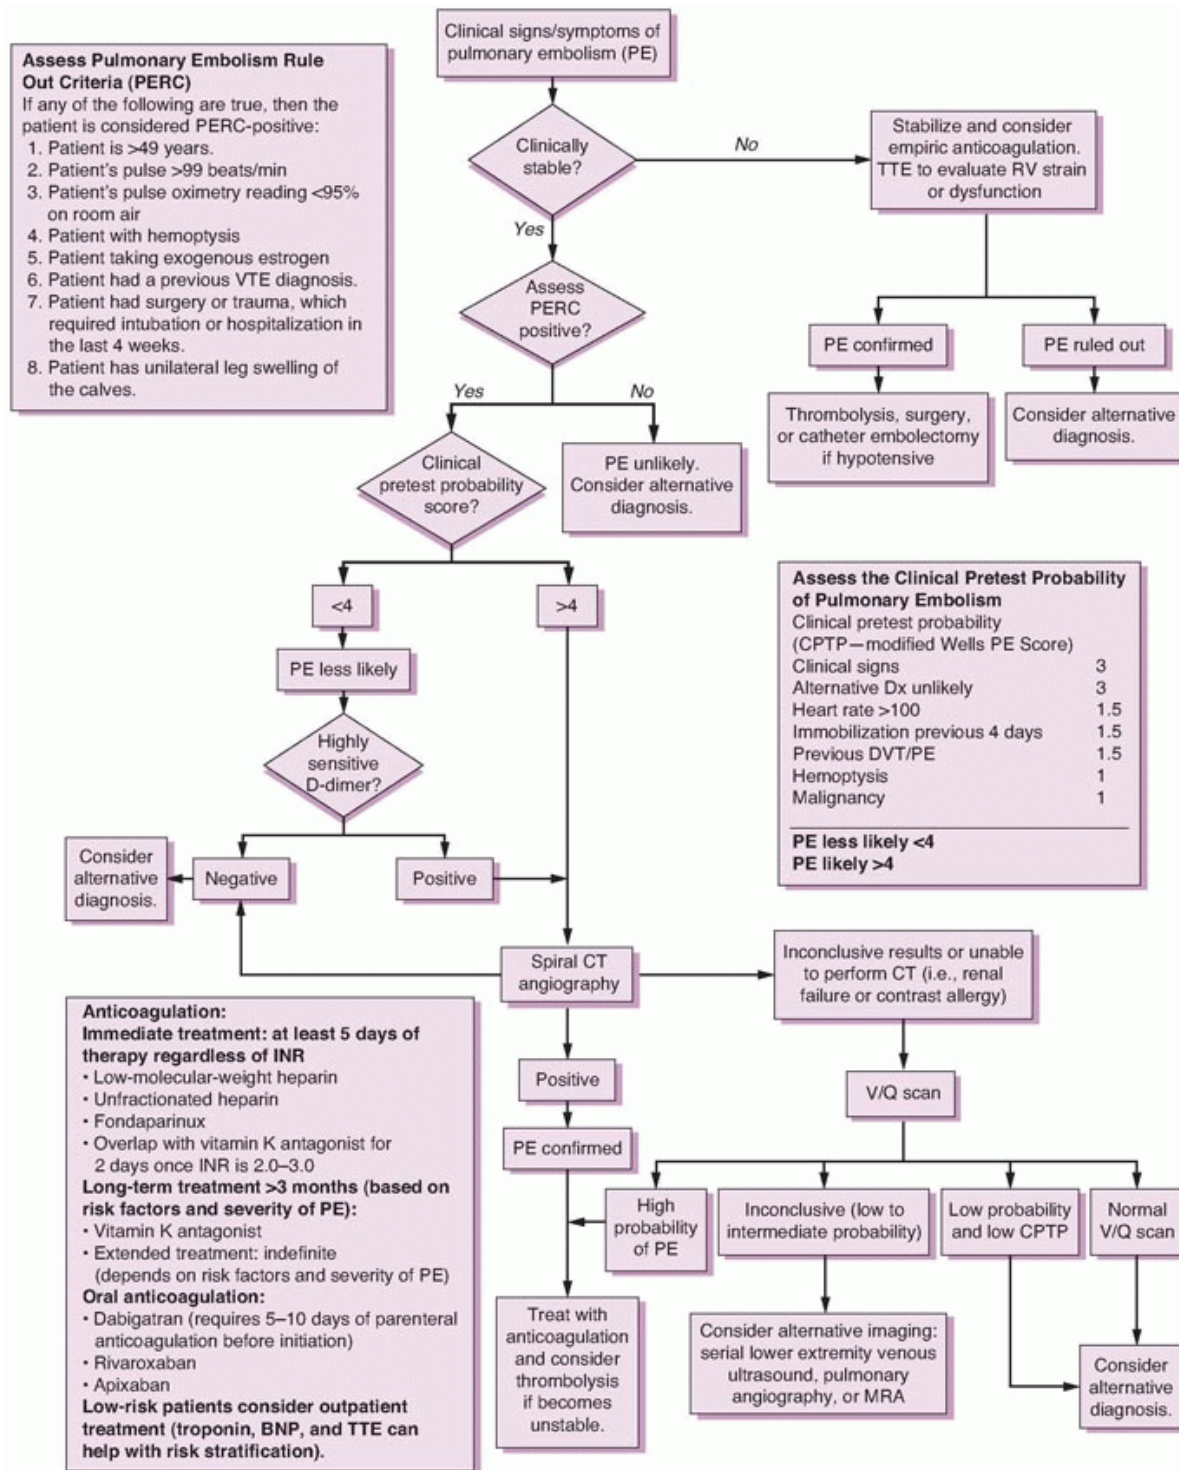 Clinical signs/symptoms of
pulmonary embolism (PE)
Assess Pulmonary Embolism Rule
Out Criteria (PERC)
If any of the following are true, then the
patient is considered PERC-positive:
1. Patient is >49 years.
2. Patient's pulse >99 beats/min
3. Patient's pulse oximetry reading <95%
on room air
4. Patient with hemoptysis
5. Patient taking exogenous estrogen
6. Patient had a previous VTE diagnosis.
7. Patient had surgery or trauma, which
required intubation or hospitalization in
the last 4 weeks.
8. Patient has unilateral leg swelling of
the calves.
Clinically
stable?
No
Stabilize and consider
empiric anticoagulation.
TTE to evaluate RV strain
or dysfunction
Yes
Assess
PERC
positive?
PE confirmed
PE ruled out
Thrombolysis, surgery,
or catheter embolectomy
if hypotensive
Consider alternative
diagnosis.
Yes
No
Clinical
pretest probability
score?
PE unlikely.
Consider alternative
diagnosis.
<4
>4
PE less likely
Highly
sensitive
D-dimer?
Assess the Clinical Pretest Probability
of Pulmonary Embolism
Clinical pretest probability
(CPTP—modified Wells PE Score)
Clinical signs 3
Alternative Dx unlikely 3
Heart rate >100 1.5
Immobilization previous 4 days 1.5
Previous DVT/PE 1.5
Hemoptysis 1
Malignancy 1
PE less likely <4
PE likely >4
Consider
alternative
diagnosis.
Negative
Positive
Spiral CT
angiography
Inconclusive results or unable
to perform CT (i.e., renal
failure or contrast allergy)
Positive
V/Q scan
PE confirmed
High
probability
of PE
Inconclusive (low to
intermediate probability)
Low probability
and low CPTP
Normal
V/Q scan
Treat with
anticoagulation
and consider
thrombolysis
if becomes
unstable.
Consider alternative imaging:
serial lower extremity venous
ultrasound, pulmonary
angiography, or MRA
Consider
alternative
diagnosis.
Anticoagulation:
Immediate treatment: at least 5 days of
therapy regardless of INR
• Low-molecular-weight heparin
• Unfractionated heparin
• Fondaparinux
• Overlap with vitamin K antagonist for
2 days once INR is 2.0–3.0
Long-term treatment >3 months (based on
risk factors and severity of PE):
• Vitamin K antagonist
• Extended treatment: indefinite
(depends on risk factors and severity of PE)
Oral anticoagulation:
• Dabigatran (requires 5–10 days of parenteral
anticoagulation before initiation)
• Rivaroxaban
• Apixaban
Low-risk patients consider outpatient
treatment (troponin, BNP, and TTE can
help with risk stratification).